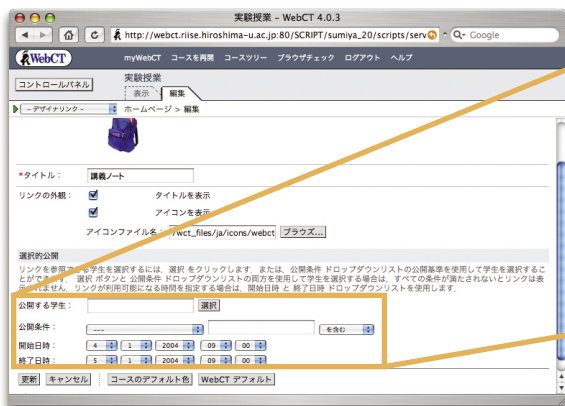 実験授業 – WebCT 4.0.3
http://webct.riise.hiroshima-u.ac.jp:80/SCRIPT/sumiya_20/scripts/serv
Google
WebCT
myWebCT コースを再開 コースツリー ブラウザチェック ログアウト ヘルプ
コントロールパネル
実験授業
表示 編集
- デザイナリンク - ホームページ > 編集
*タイトル： 講義ノート
リンクの外観： タイトルを表示
アイコンを表示
アイコンファイル名： /wct_files/ja/icons/webct ブラウズ...
選択的公開
リンクを参照できる学生を選択するには、選択 をクリックします。または、公開条件 ドロップダウンリストの公開基準を使用して学生を選択するこ
とができます。 選択 ボタンと 公開条件 ドロップダウンリストの両方を使用して学生を選択する場合は、すべての条件が満たされないとリンクは表
示されません。リンクが利用可能になる時間を指定する場合は、開始日時 と 終了日時 ドロップダウンリストを使用します。
公開する学生： 選択
公開条件： --- を含む
開始日時： 4 1 2004 09 00
終了日時： 5 1 2004 09 00
更新 キャンセル コースのデフォルト色 WebCT デフォルト